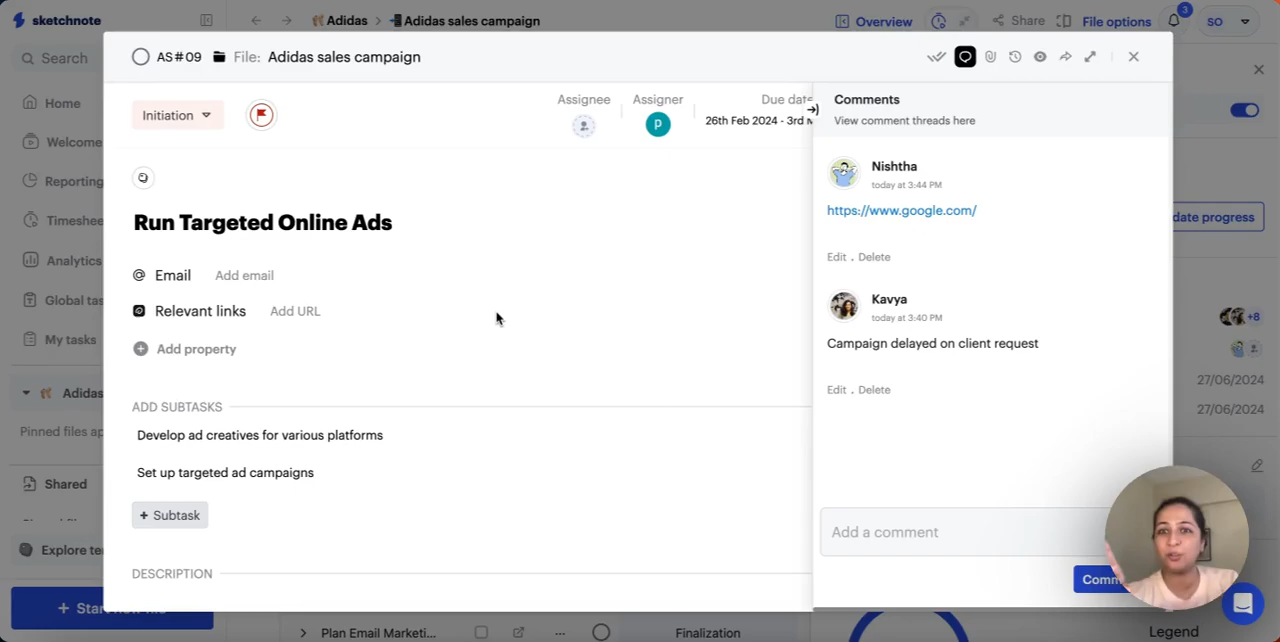 sketchnote
Adidas > Adidas sales campaign
Overview
Share
File options
3
SO
Search
Home
Welcome
Reporting
Timeshee
Analytics
Global tas
My tasks
Adidas
Pinned files ap
Shared
Explore te
+ Start new file
AS#09 File: Adidas sales campaign
Initiation
Assignee
Assigner
P
Due date
26th Feb 2024 - 3rd M
Run Targeted Online Ads
@ Email Add email
Relevant links Add URL
+ Add property
ADD SUBTASKS
Develop ad creatives for various platforms
Set up targeted ad campaigns
+ Subtask
DESCRIPTION
Comments
View comment threads here
Nishtha
today at 3:44 PM
https://www.google.com/
Edit . Delete
Kavya
today at 3:40 PM
Campaign delayed on client request
Edit . Delete
Add a comment
Comm
date progress
+8
27/06/2024
27/06/2024
Plan Email Marketi...
Finalization
Legend